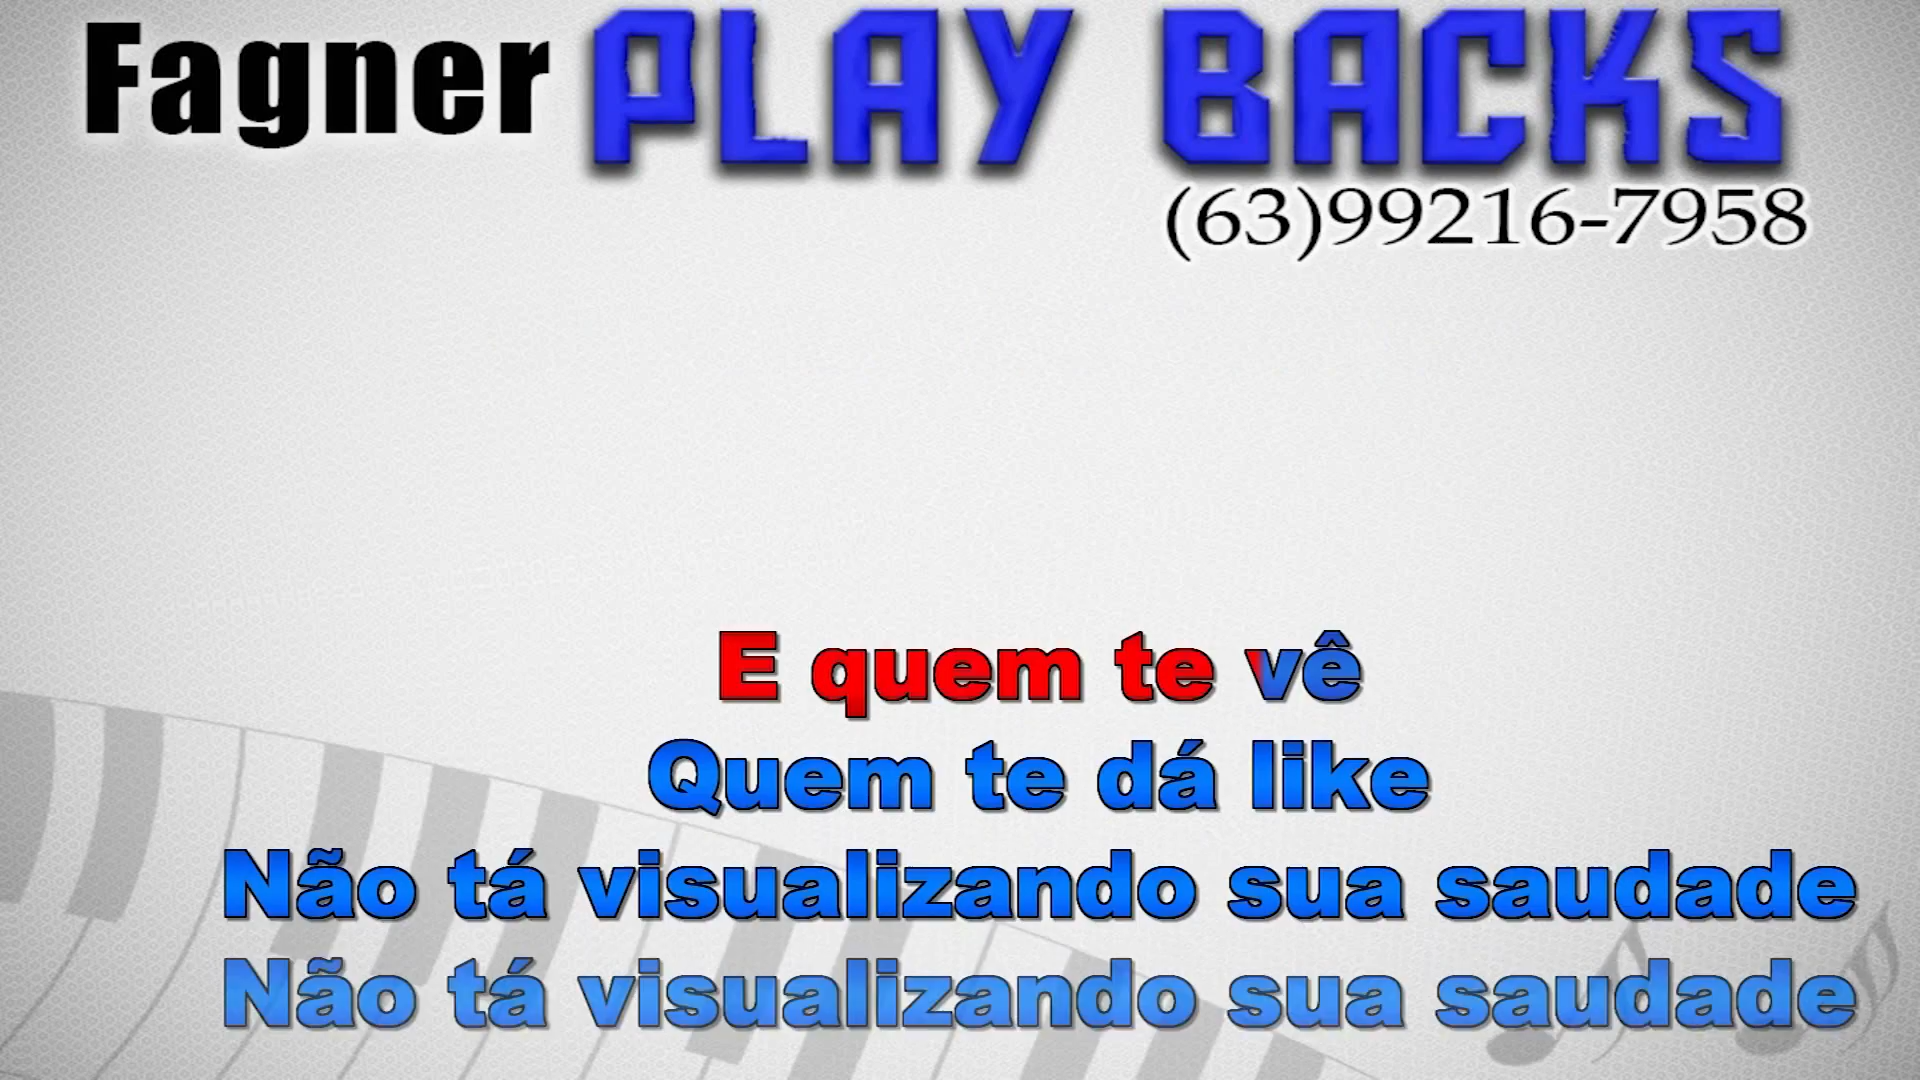 Fagner PLAY BACKS
(63)99216-7958
E quem te vê
Quem te dá like
Não tá visualizando sua saudade
Não tá visualizando sua saudade